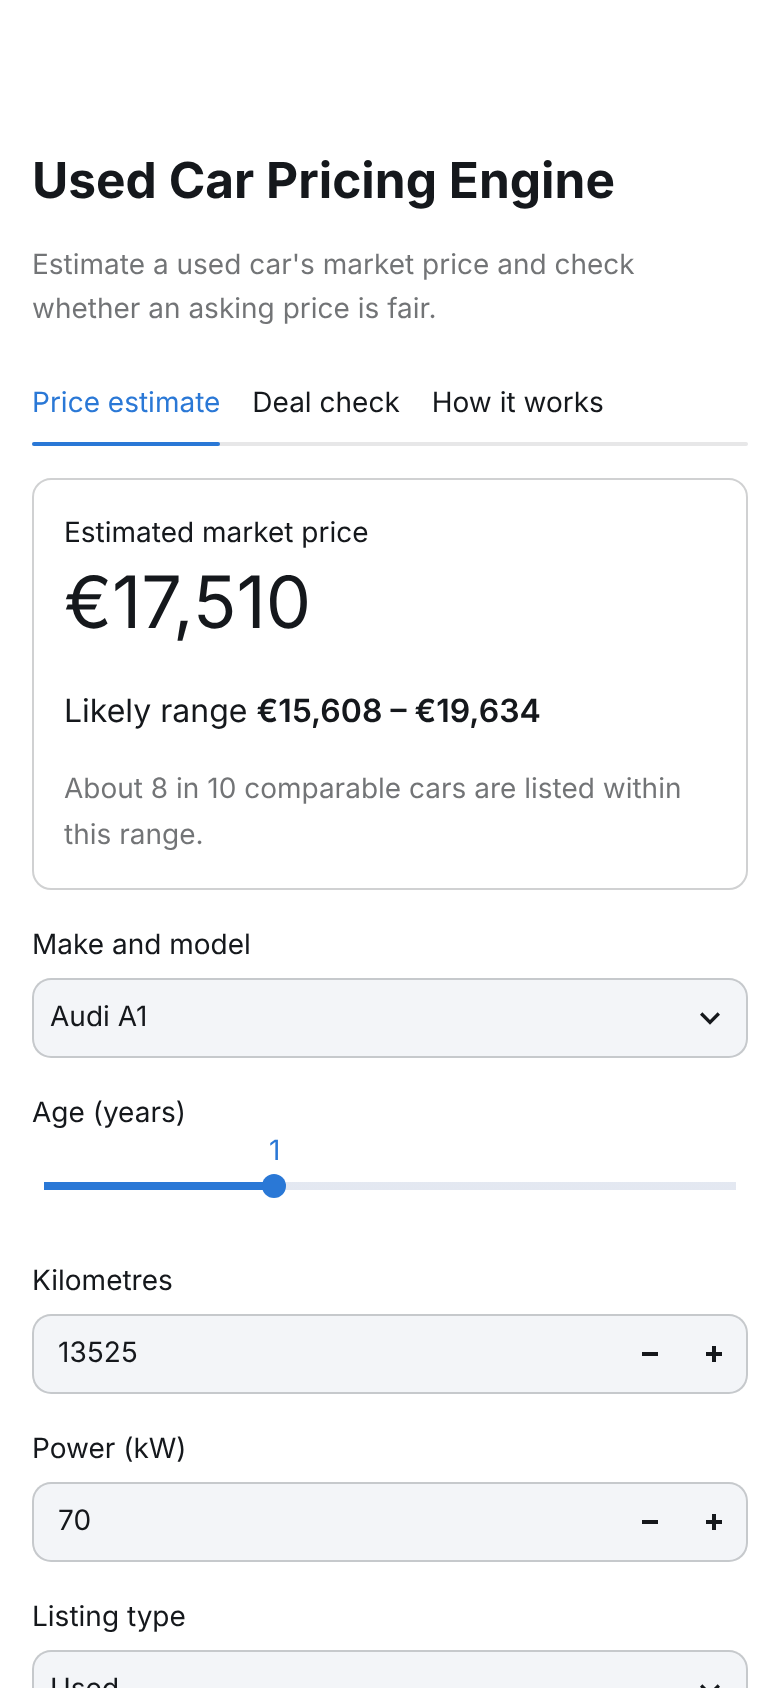 Used Car Pricing Engine
Estimate a used car's market price and check
whether an asking price is fair.
Price estimate Deal check How it works
Estimated market price
€17,510
Likely range €15,608 – €19,634
About 8 in 10 comparable cars are listed within
this range.
Make and model
Audi A1
Age (years)
1
Kilometres
13525
Power (kW)
70
Listing type
Used